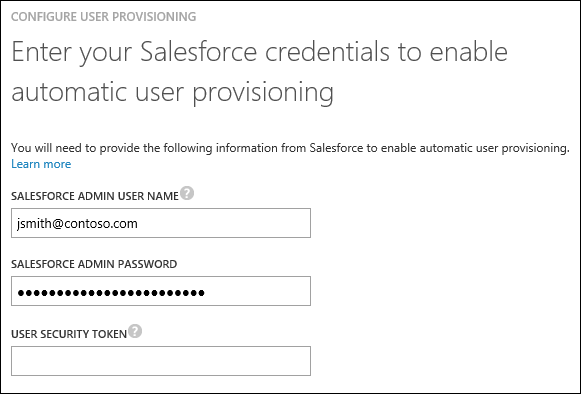 CONFIGURE USER PROVISIONING
Enter your Salesforce credentials to enable
automatic user provisioning
You will need to provide the following information from Salesforce to enable automatic user provisioning.
Learn more
SALESFORCE ADMIN USER NAME ?
jsmith@contoso.com
SALESFORCE ADMIN PASSWORD
●●●●●●●●●●●●●●●●●●●●●●●●
USER SECURITY TOKEN ?